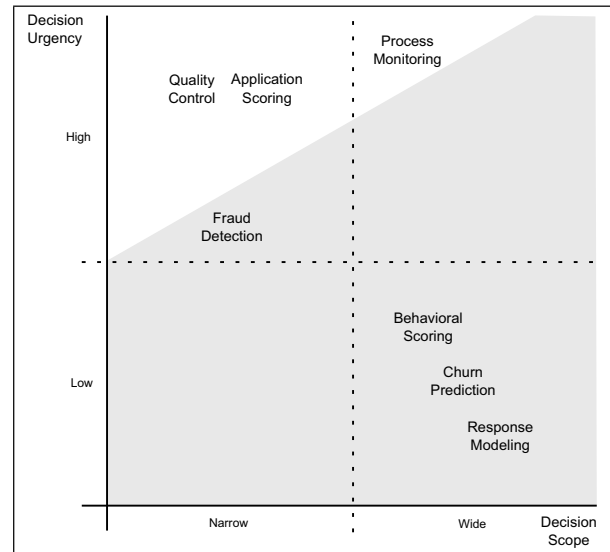 Decision
Urgency
Process
Monitoring
Quality
Control
Application
Scoring
High
Fraud
Detection
Behavioral
Scoring
Low
Churn
Prediction
Response
Modeling
Narrow
Wide
Decision
Scope